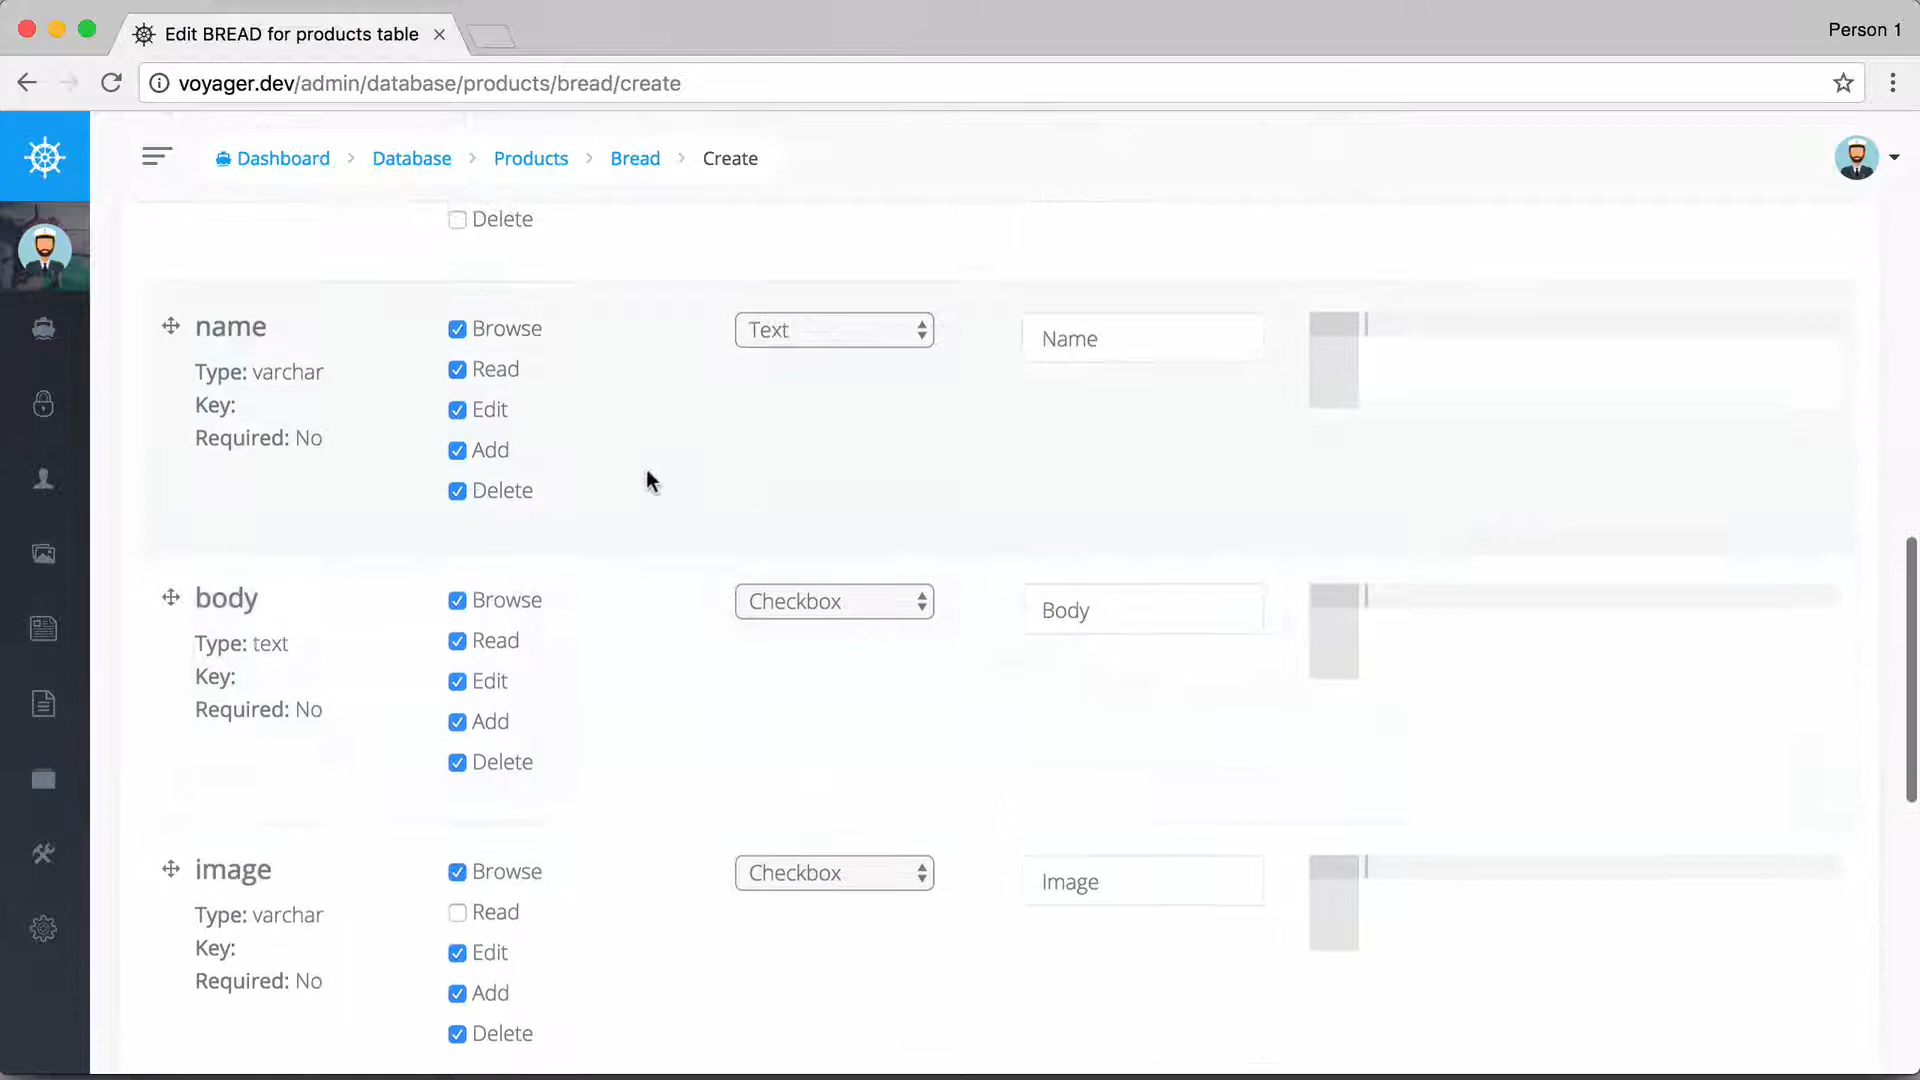 Edit BREAD for products table
Person 1
voyager.dev/admin/database/products/bread/create
Dashboard > Database > Products > Bread > Create
Delete
name
Type: varchar
Key:
Required: No
Browse
Read
Edit
Add
Delete
Text
Name
body
Type: text
Key:
Required: No
Browse
Read
Edit
Add
Delete
Checkbox
Body
image
Type: varchar
Key:
Required: No
Browse
Read
Edit
Add
Delete
Checkbox
Image